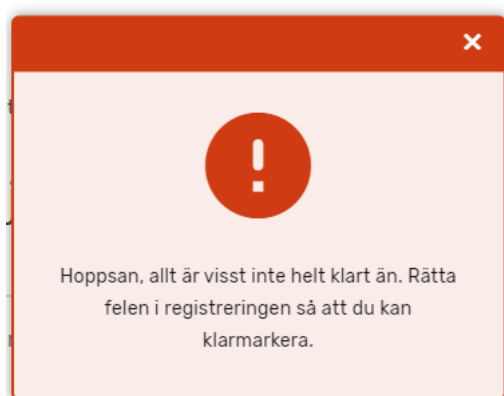 Hoppsan, allt är visst inte helt klart än. Rätta
felen i registreringen så att du kan
klarmarkera.